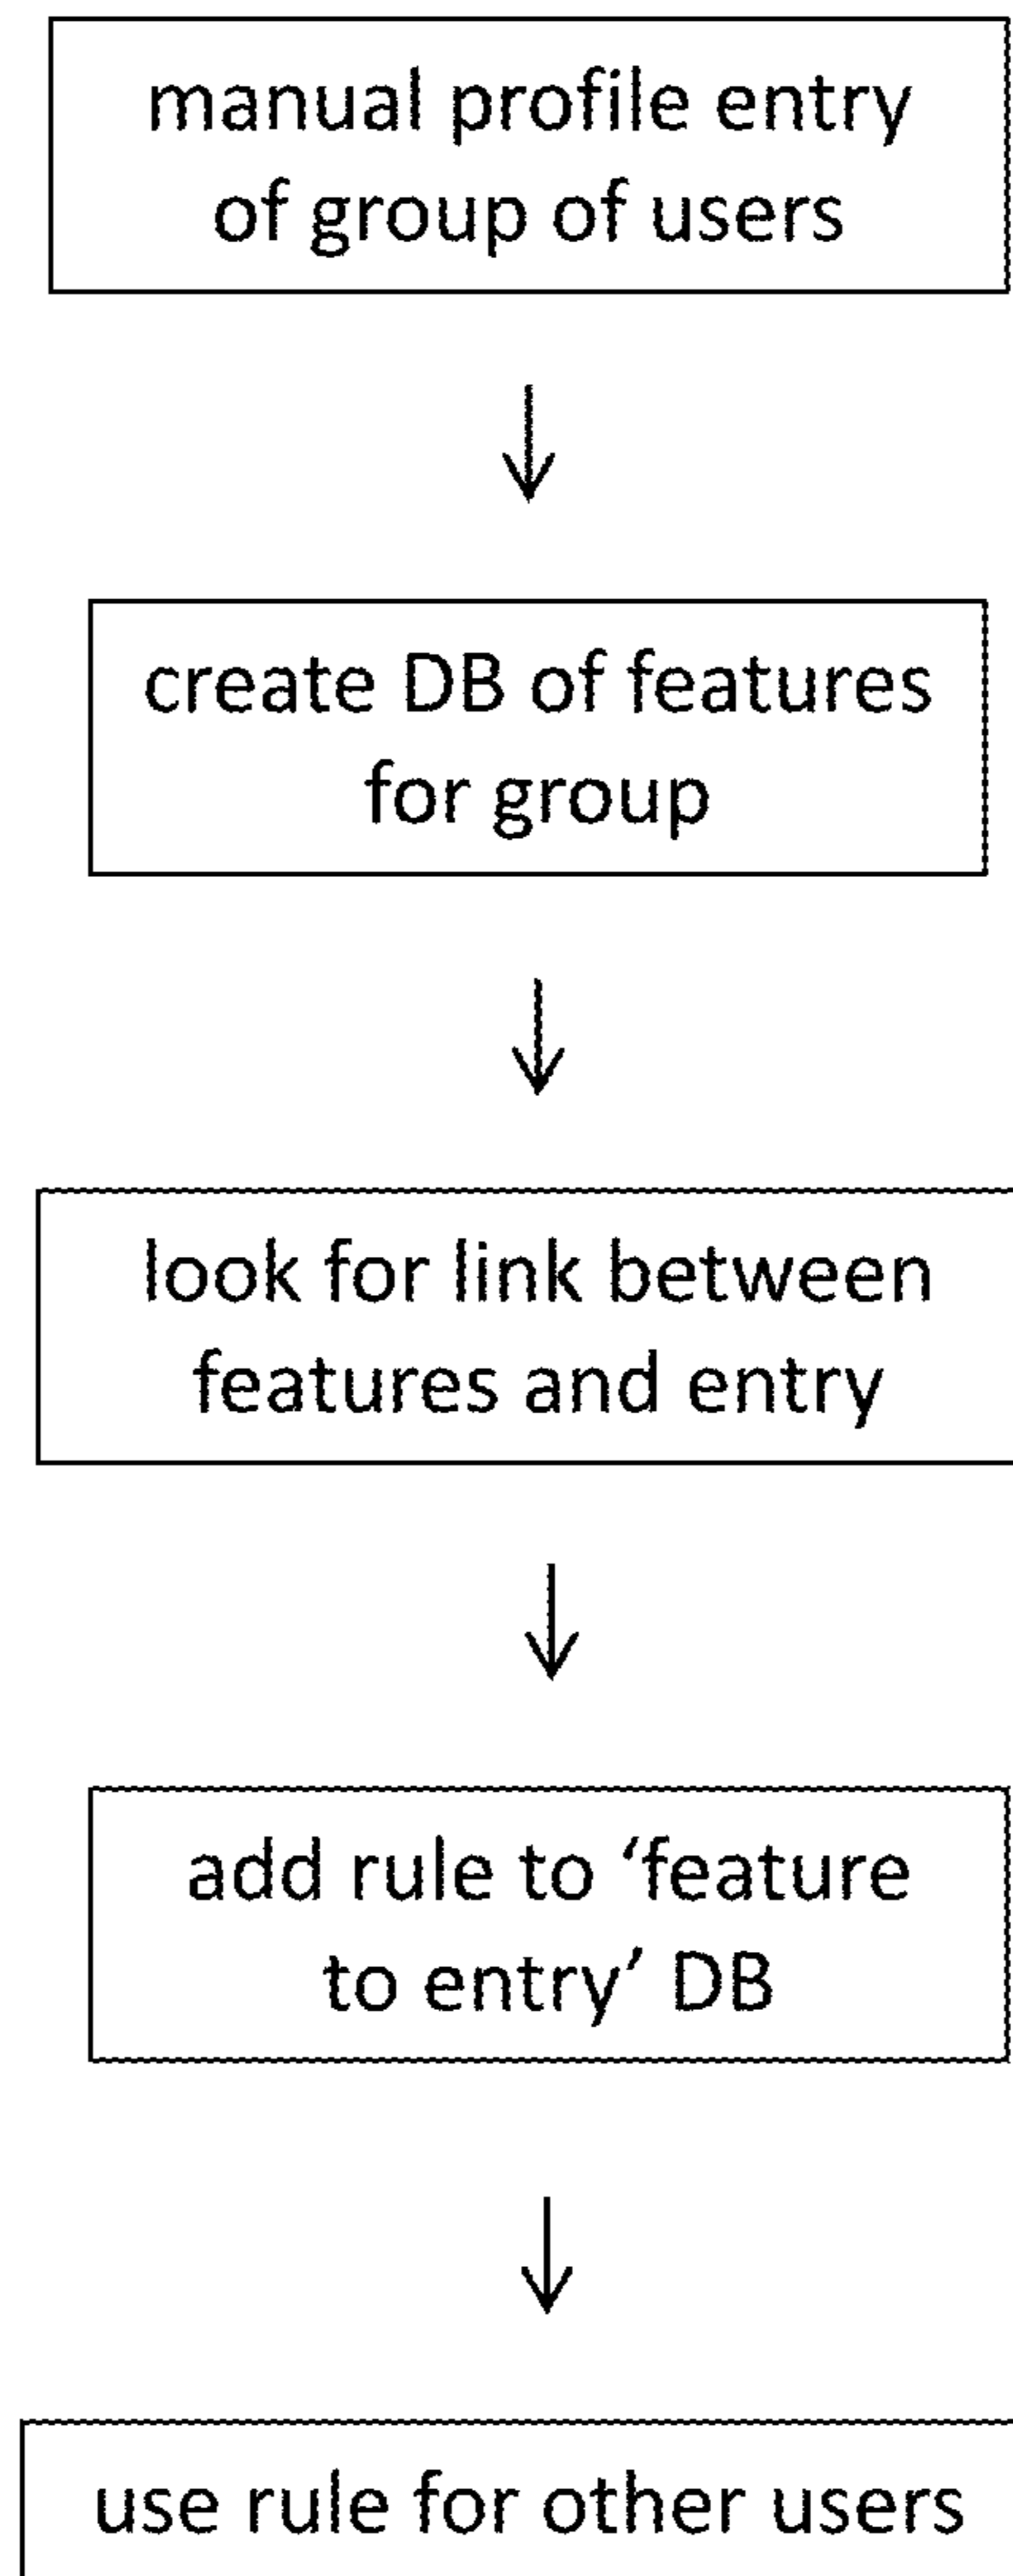 manual profile entry
of group of users
create DB of features
for group
look for link between
features and entry
add rule to ‘feature
to entry’ DB
use rule for other users